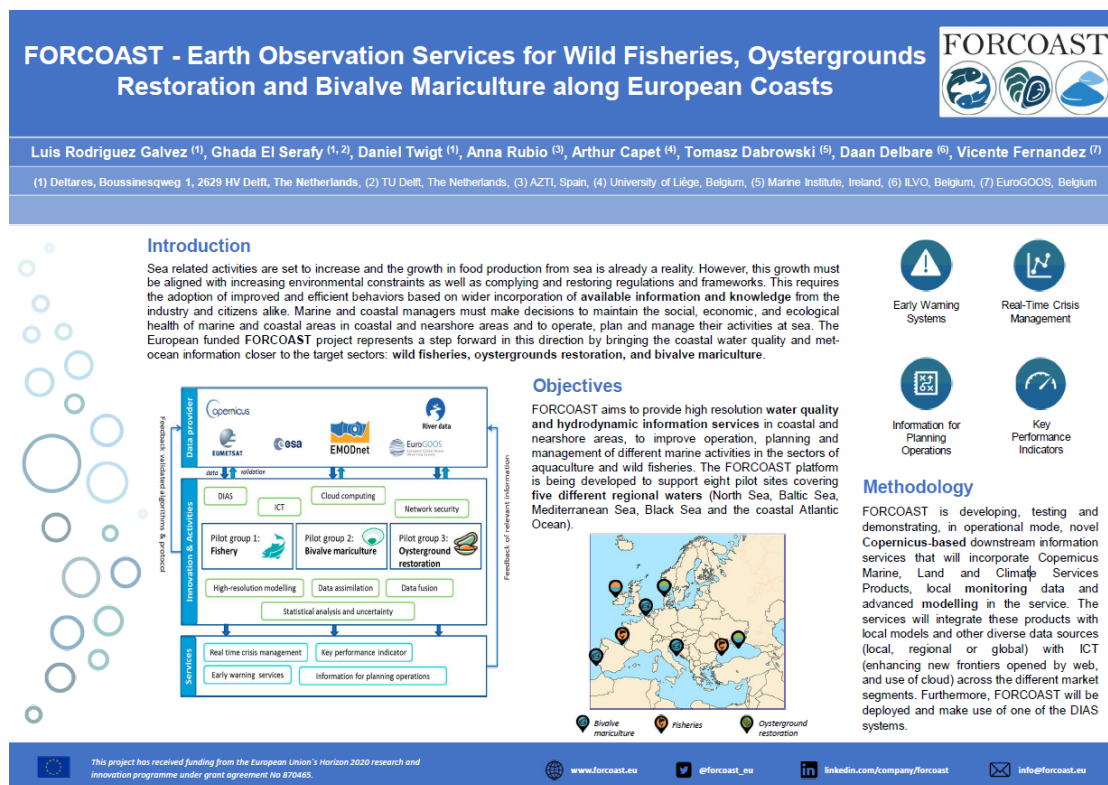 FORCOAST - Earth Observation Services for Wild Fisheries, Oystergrounds
Restoration and Bivalve Mariculture along European Coasts
FORCOAST
Luis Rodriguez Galvez (1), Ghada El Serafy (1, 2), Daniel Twigt (1), Anna Rubio (3), Arthur Capet (4), Tomasz Dabrowski (5), Daan Delbare (6), Vicente Fernandez (7)
(1) Deltares, Boussinesqweg 1, 2629 HV Delft, The Netherlands, (2) TU Delft, The Netherlands, (3) AZTI, Spain, (4) University of Liège, Belgium, (5) Marine Institute, Ireland, (6) ILVO, Belgium, (7) EuroGOOS, Belgium
Introduction
Sea related activities are set to increase and the growth in food production from sea is already a reality. However, this growth must
be aligned with increasing environmental constraints as well as complying and restoring regulations and frameworks. This requires
the adoption of improved and efficient behaviors based on wider incorporation of available information and knowledge from the
industry and citizens alike. Marine and coastal managers must make decisions to maintain the social, economic, and ecological
health of marine and coastal areas in coastal and nearshore areas and to operate, plan and manage their activities at sea. The
European funded FORCOAST project represents a step forward in this direction by bringing the coastal water quality and met-
ocean information closer to the target sectors: wild fisheries, oystergrounds restoration, and bivalve mariculture.
Early Warning
Systems
Real-Time Crisis
Management
Information for
Planning
Operations
Key
Performance
Indicators
Feedback validated algorithms & protocol
Data provider
Copernicus
River data
EUMETSAT
esa
EMODnet
EuroGOOS
data
validation
Innovation & Activities
DIAS
Cloud computing
ICT
Network security
Pilot group 1:
Fishery
Pilot group 2:
Bivalve mariculture
Pilot group 3:
Oysterground
restoration
High-resolution modelling
Data assimilation
Data fusion
Statistical analysis and uncertainty
Services
Real time crisis management
Key performance indicator
Early warning services
Information for planning operations
Feedback of relevant information
Objectives
FORCOAST aims to provide high resolution water quality
and hydrodynamic information services in coastal and
nearshore areas, to improve operation, planning and
management of different marine activities in the sectors of
aquaculture and wild fisheries. The FORCOAST platform
is being developed to support eight pilot sites covering
five different regional waters (North Sea, Baltic Sea,
Mediterranean Sea, Black Sea and the coastal Atlantic
Ocean).
Bivalve
mariculture
Fisheries
Oysterground
restoration
Methodology
FORCOAST is developing, testing and
demonstrating, in operational mode, novel
Copernicus-based downstream information
services that will incorporate Copernicus
Marine, Land and Climate Services
Products, local monitoring data and
advanced modelling in the service. The
services will integrate these products with
local models and other diverse data sources
(local, regional or global) with ICT
(enhancing new frontiers opened by web,
and use of cloud) across the different market
segments. Furthermore, FORCOAST will be
deployed and make use of one of the DIAS
systems.
This project has received funding from the European Union's Horizon 2020 research and
innovation programme under grant agreement No 870465.
www.forcoast.eu
@forcoast_eu
linkedin.com/company/forcoast
info@forcoast.eu